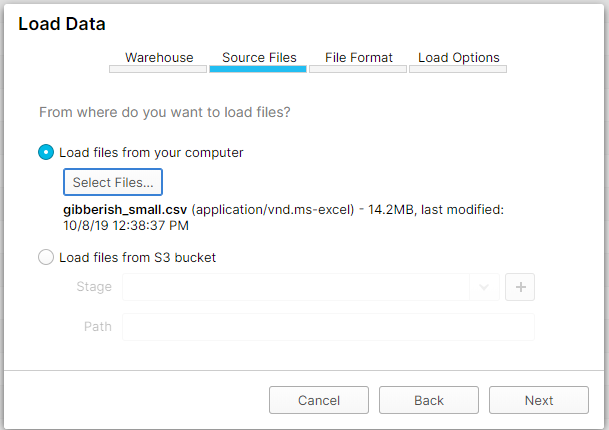 Load Data
Warehouse Source Files File Format Load Options
From where do you want to load files?
Load files from your computer
Select Files...
gibberish_small.csv (application/vnd.ms-excel) - 14.2MB, last modified:
10/8/19 12:38:37 PM
Load files from S3 bucket
Stage
+
Path
Cancel Back Next